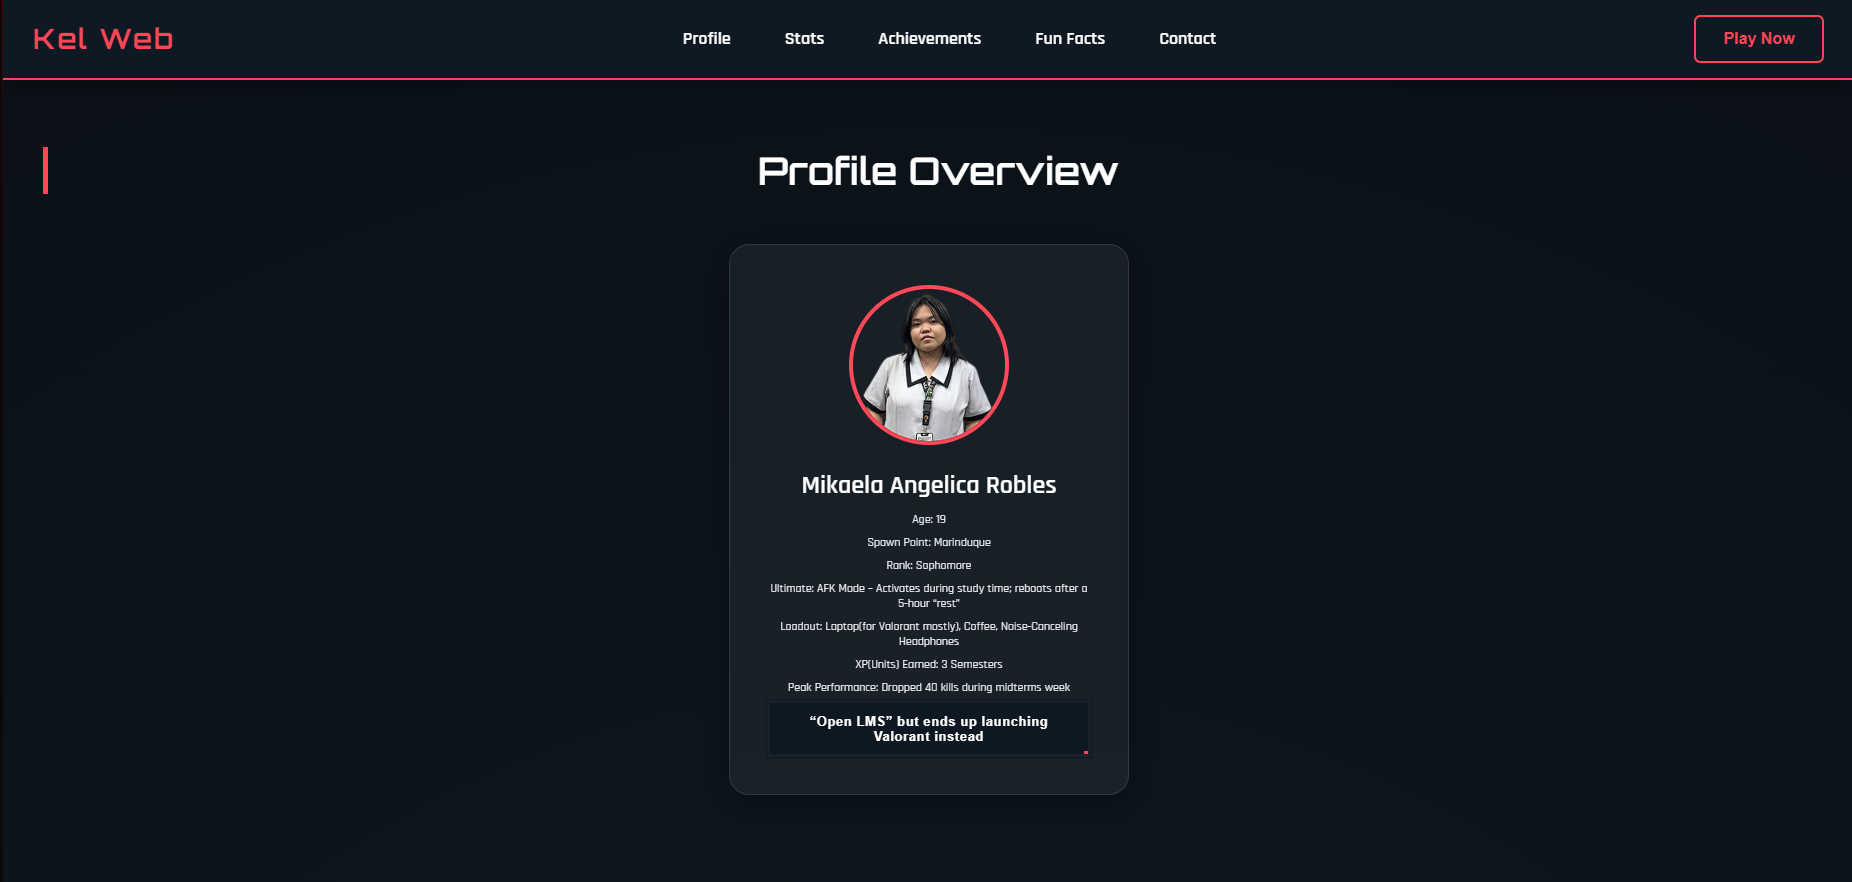 Kel Web
Profile
Stats
Achievements
Fun Facts
Contact
Play Now
Profile Overview
Mikaela Angelica Robles
Age: 19
Spawn Point: Marinduque
Rank: Sophomore
Ultimate: AFK Mode – Activates during study time; reboots after a
5-hour “rest”
Loadout: Laptop(for Valorant mostly), Coffee, Noise-Canceling
Headphones
XP(Units) Earned: 3 Semesters
Peak Performance: Dropped 40 kills during midterms week
“Open LMS” but ends up launching
Valorant instead